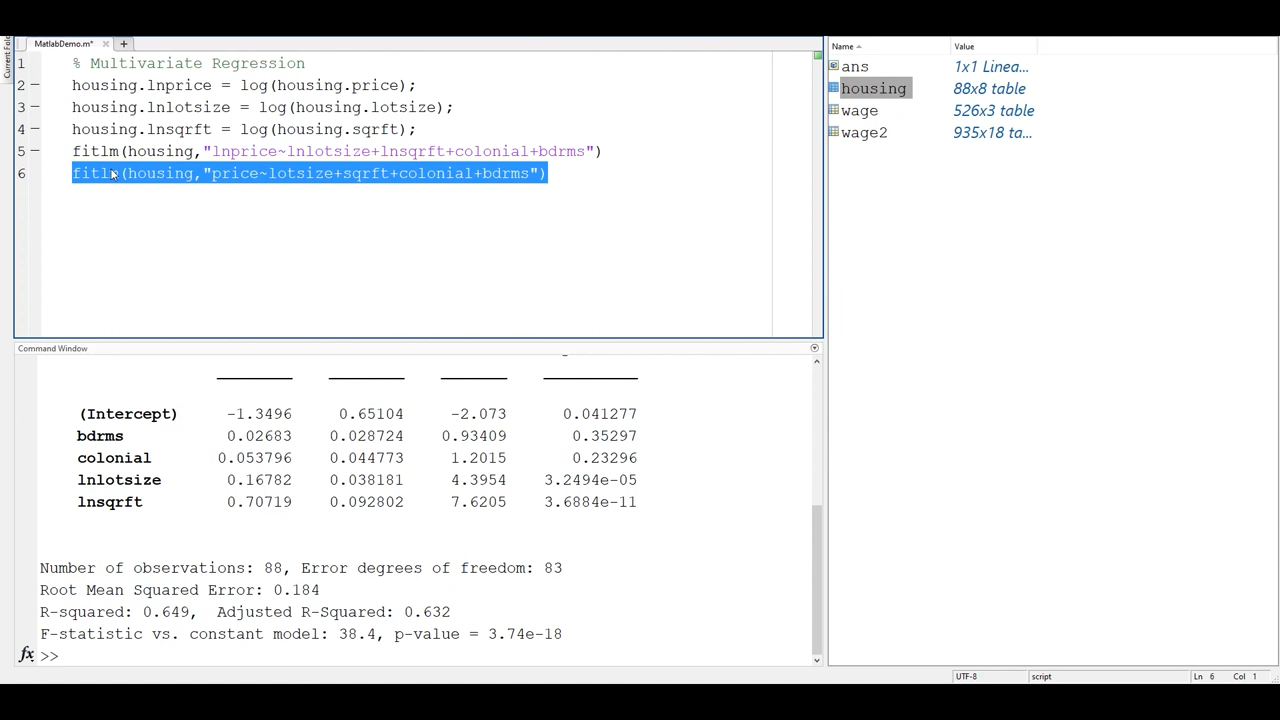 Current Fold
MatlabDemo.m* × +
1 % Multivariate Regression
2 – housing.lnprice = log(housing.price);
3 – housing.lnlotsize = log(housing.lotsize);
4 – housing.lnsqrft = log(housing.sqrft);
5 – fitlm(housing,"lnprice~lnlotsize+lnsqrft+colonial+bdrms")
6 fitlm(housing,"price~lotsize+sqrft+colonial+bdrms")
Name Value
ans 1x1 Linea...
housing 88x8 table
wage 526x3 table
wage2 935x18 ta...
Command Window
(Intercept) -1.3496 0.65104 -2.073 0.041277
bdrms 0.02683 0.028724 0.93409 0.35297
colonial 0.053796 0.044773 1.2015 0.23296
lnlotsize 0.16782 0.038181 4.3954 3.2494e-05
lnsqrft 0.70719 0.092802 7.6205 3.6884e-11
Number of observations: 88, Error degrees of freedom: 83
Root Mean Squared Error: 0.184
R-squared: 0.649, Adjusted R-Squared: 0.632
F-statistic vs. constant model: 38.4, p-value = 3.74e-18
fx >>
UTF-8 script Ln 6 Col 1